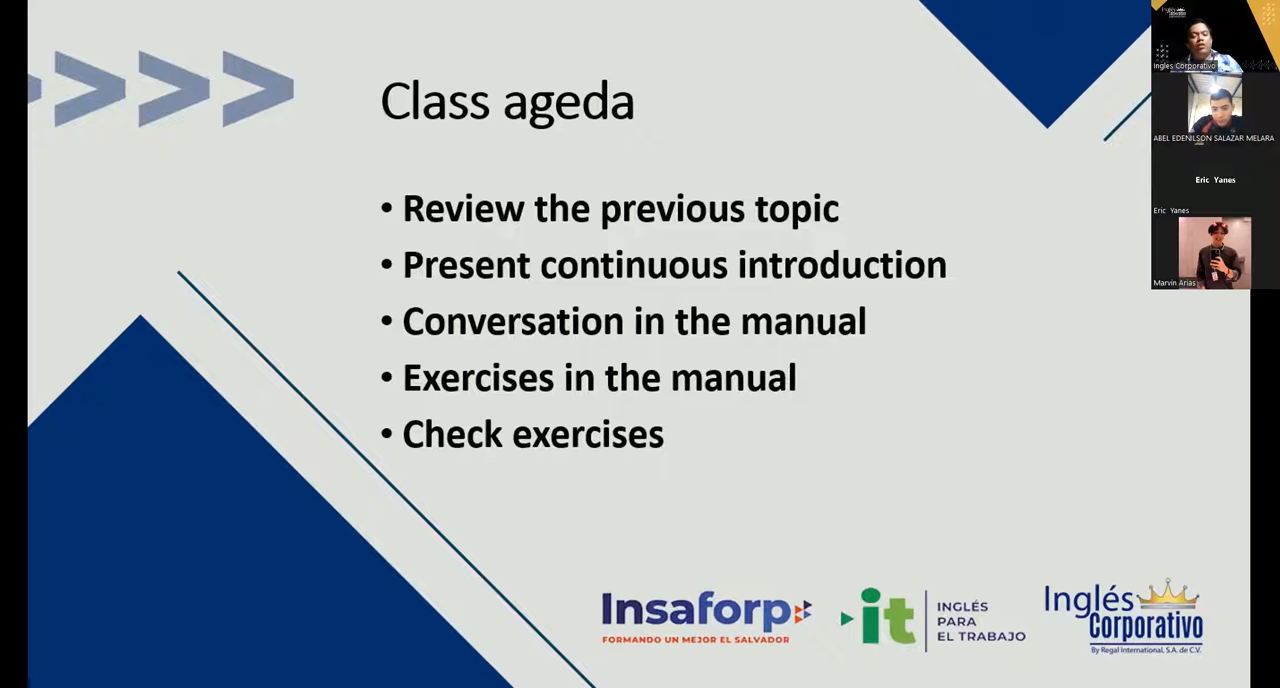 Class ageda
• Review the previous topic
• Present continuous introduction
• Conversation in the manual
• Exercises in the manual
• Check exercises
Insaforp
FORMANDO UN MEJOR EL SALVADOR
it
INGLÉS
PARA
EL TRABAJO
Inglés
Corporativo
By Regal International, S.A. de C.V.
Ingles Corporativo
ABEL EDENILSON SALAZAR MELARA
Eric Yanes
Eric Yanes
Marvin Arias